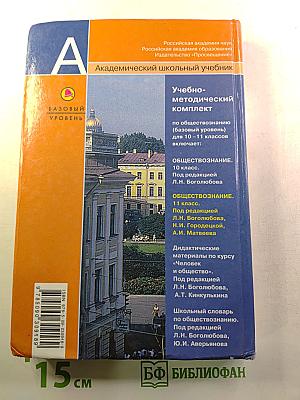 Российская академия наук
Российская академия образования
Издательство «Просвещение»
А
Академический школьный учебник
БАЗОВЫЙ
УРОВЕНЬ
Учебно-
методический
комплект
по обществознанию
(базовый уровень)
для 10–11 классов
включает:
ОБЩЕСТВОЗНАНИЕ.
10 класс.
Под редакцией
Л.Н. Боголюбова
ОБЩЕСТВОЗНАНИЕ.
11 класс.
Под редакцией
Л.Н. Боголюбова,
Н.И. Городецкой,
А.И. Матвеева
Дидактические
материалы по курсу
«Человек
и общество».
Под редакцией
Л.Н. Боголюбова,
А.Т. Кинкулькина
Школьный словарь
по обществознанию.
Под редакцией
Л.Н. Боголюбова,
Ю.И. Аверьянова
15 см
БФ БИБЛИОФАН